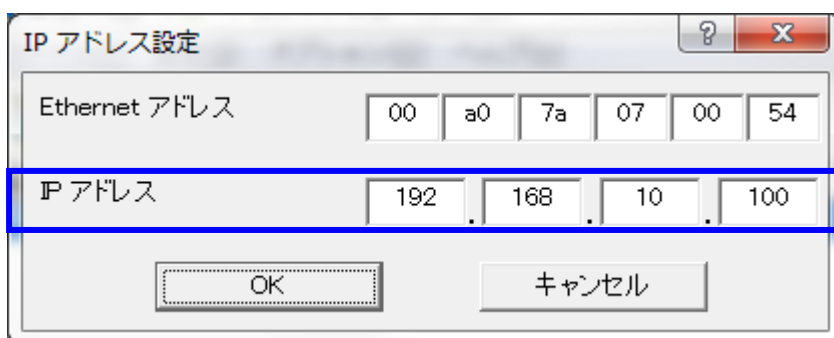 IP アドレス設定
Ethernet アドレス 00 a0 7a 07 00 54
IP アドレス 192 . 168 . 10 . 100
OK キャンセル